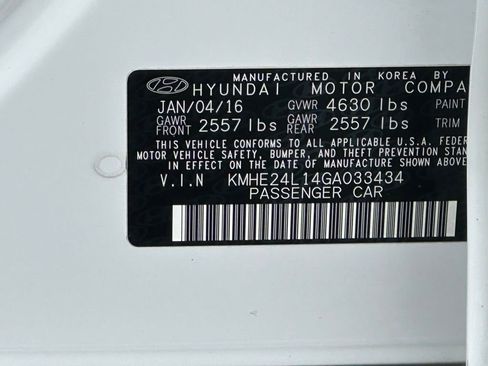 MANUFACTURED IN KOREA BY
HYUNDAI MOTOR COMPA
JAN/04/16 GVWR 4630 lbs PAINT
GAWR FRONT 2557 lbs GAWR REAR 2557 lbs TRIM
THIS VEHICLE CONFORMS TO ALL APPLICABLE U.S.A. FEDER
MOTOR VEHICLE SAFETY, BUMPER, AND THEFT PREVENTION S
IN EFFECT ON THE DATE OF MANUFACTURE SHOWN ABOVE.
V.I.N KMHE24L14GA033434
PASSENGER CAR